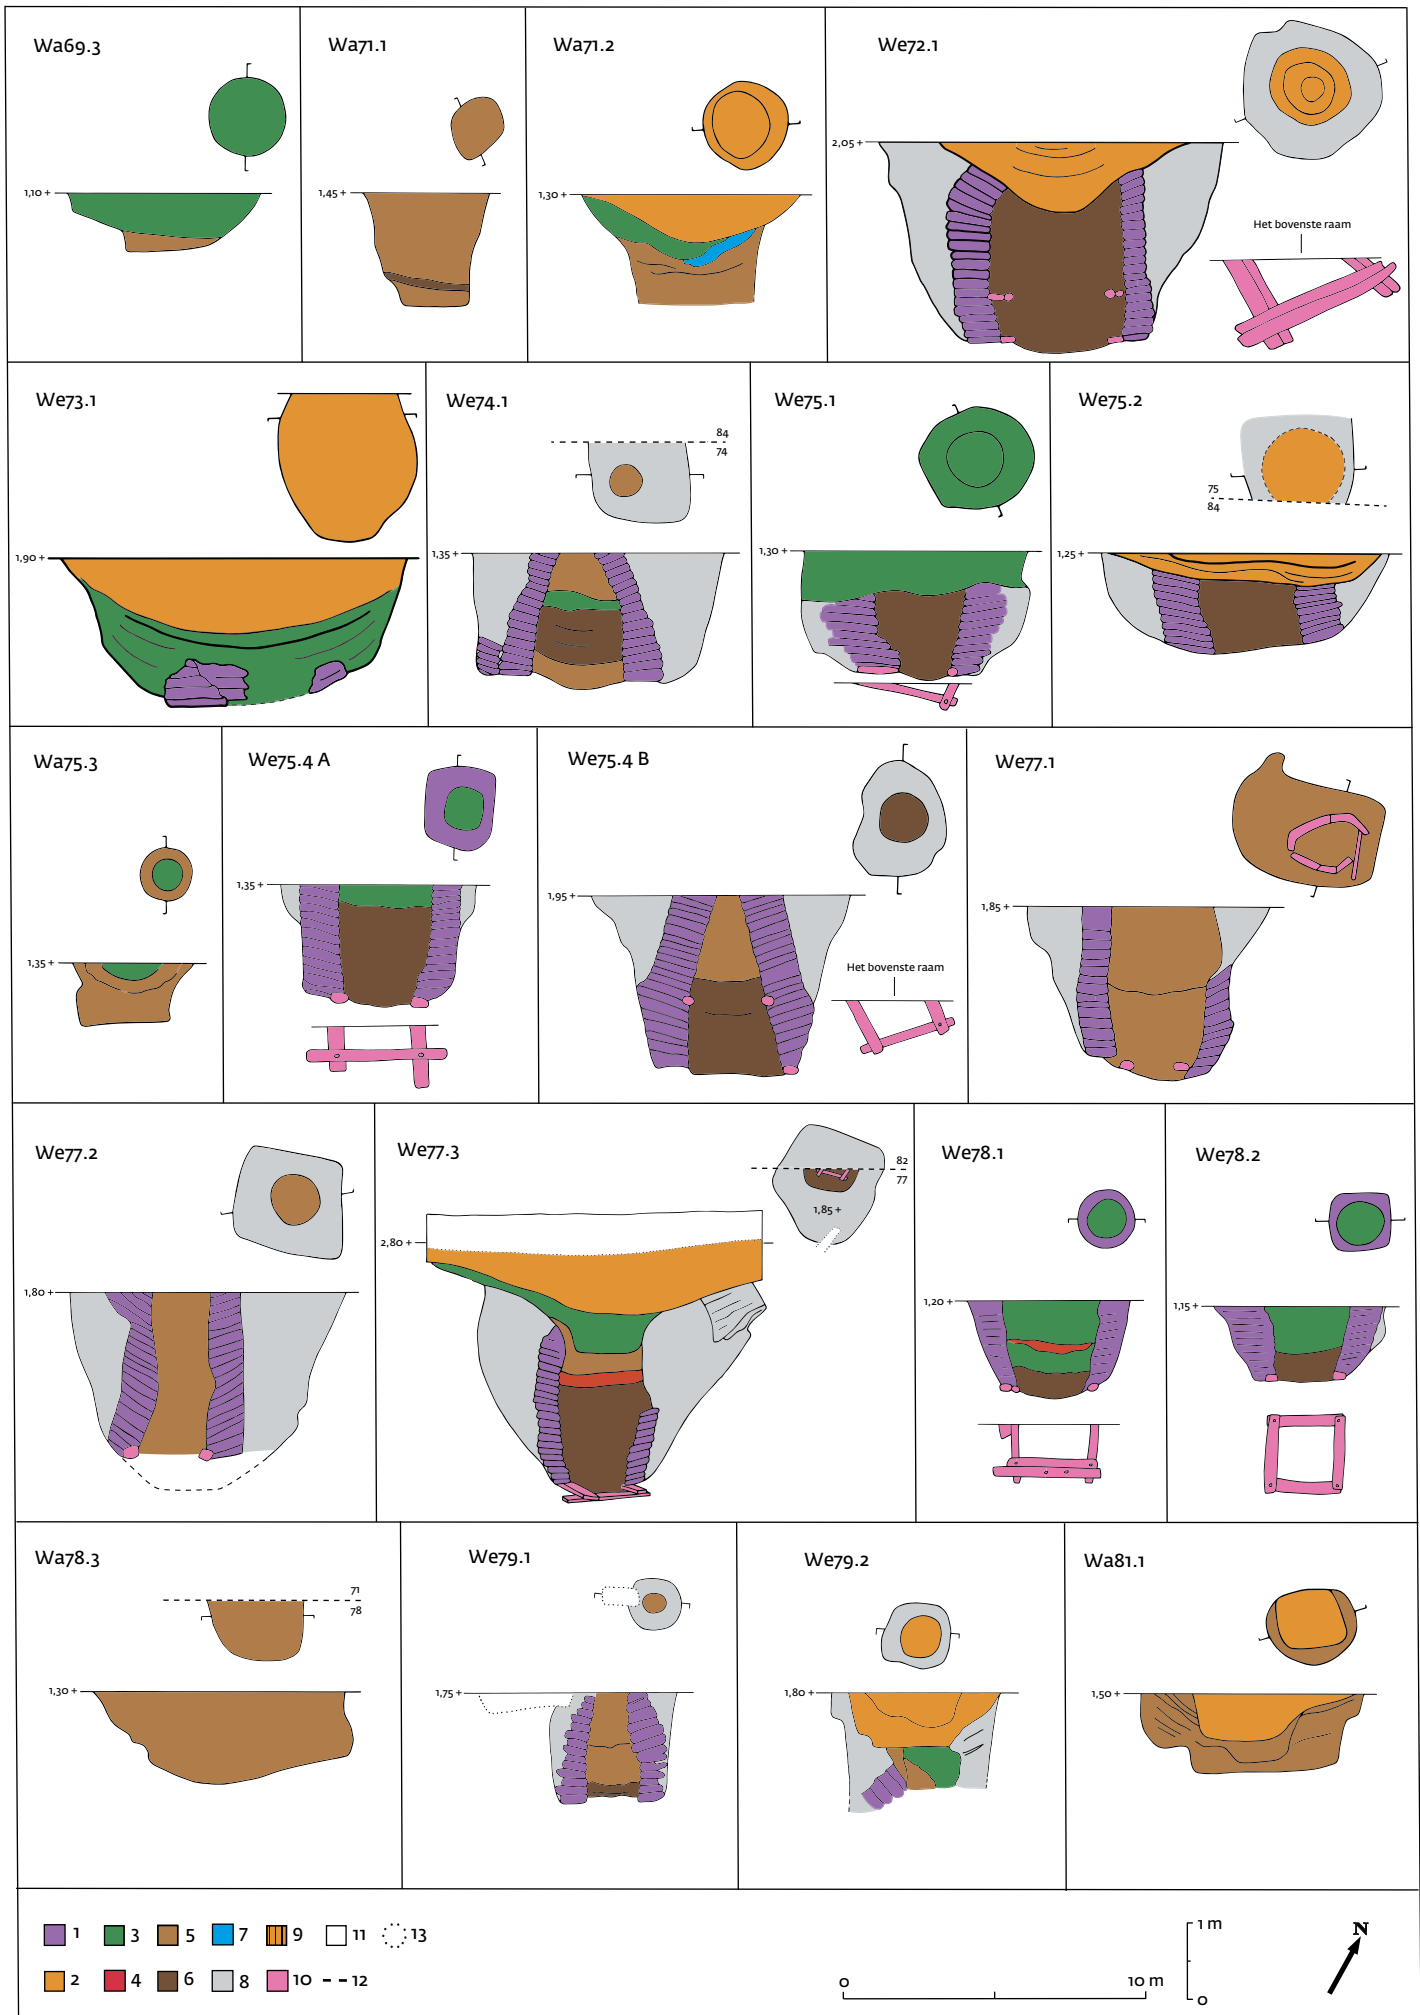 Wa69.3
1,10 +
Wa71.1
1,45 +
Wa71.2
1,30 +
We72.1
2,05 +
Het bovenste raam
We73.1
1,90 +
We74.1
84
74
1,35 +
We75.1
1,30 +
We75.2
75
84
1,25 +
Wa75.3
1,35 +
We75.4 A
1,35 +
We75.4 B
1,95 +
Het bovenste raam
We77.1
1,85 +
We77.2
1,80 +
We77.3
82
77
1,85 +
2,80 +
We78.1
1,20 +
We78.2
1,15 +
Wa78.3
71
78
1,30 +
We79.1
1,75 +
We79.2
1,80 +
Wa81.1
1,50 +
1 3 5 7 9 11 13
2 4 6 8 10 12
0 10 m
1 m
0
N